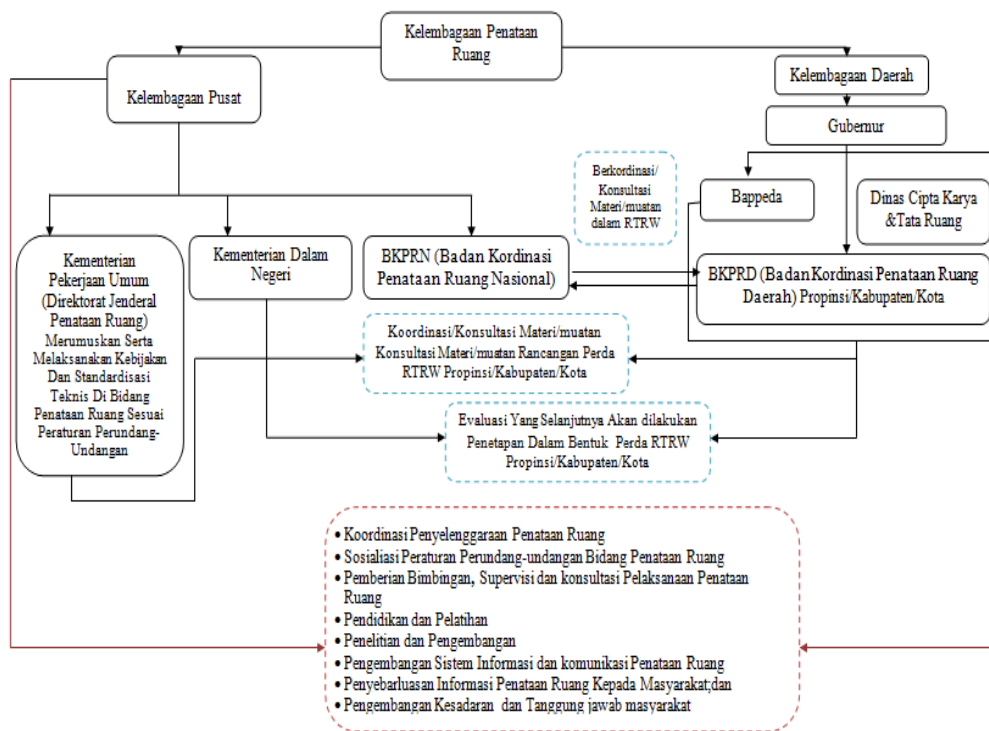 Kelembagaan Penataan
Ruang
Kelembagaan Pusat
Kelembagaan Daerah
Gubernur
Berkordinasi/
Konsultasi
Materi/muatan
dalam RTRW
Bappeda
Dinas Cipta Karya
&Tata Ruang
Kementerian
Pekerjaan Umum
(Direktorat Jenderal
Penataan Ruang)
Merumuskan Serta
Melaksanakan Kebijakan
Dan Standardisasi
Teknis Di Bidang
Penataan Ruang Sesuai
Peraturan Perundang-
Undangan
Kementerian Dalam
Negeri
BKPRN (Badan Kordinasi
Penataan Ruang Nasional)
BKPRD (Badan Kordinasi Penataan Ruang
Daerah) Propinsi/Kabupaten/Kota
Koordinasi/Konsultasi Materi/muatan
Konsultasi Materi/muatan Rancangan Perda
RTRW Propinsi/Kabupaten/Kota
Evaluasi Yang Selanjutnya Akan dilakukan
Penetapan Dalam Bentuk Perda RTRW
Propinsi/Kabupaten/Kota
• Koordinasi Penyelenggaraan Penataan Ruang
• Sosialiasi Peraturan Perundang-undangan Bidang Penataan Ruang
• Pemberian Bimbingan, Supervisi dan konsultasi Pelaksanaan Penataan
Ruang
• Pendidikan dan Pelatihan
• Penelitian dan Pengembangan
• Pengembangan Sistem Informasi dan komunikasi Penataan Ruang
• Penyebarluasan Informasi Penataan Ruang Kepada Masyarakat;dan
• Pengembangan Kesadaran dan Tanggung jawab masyarakat